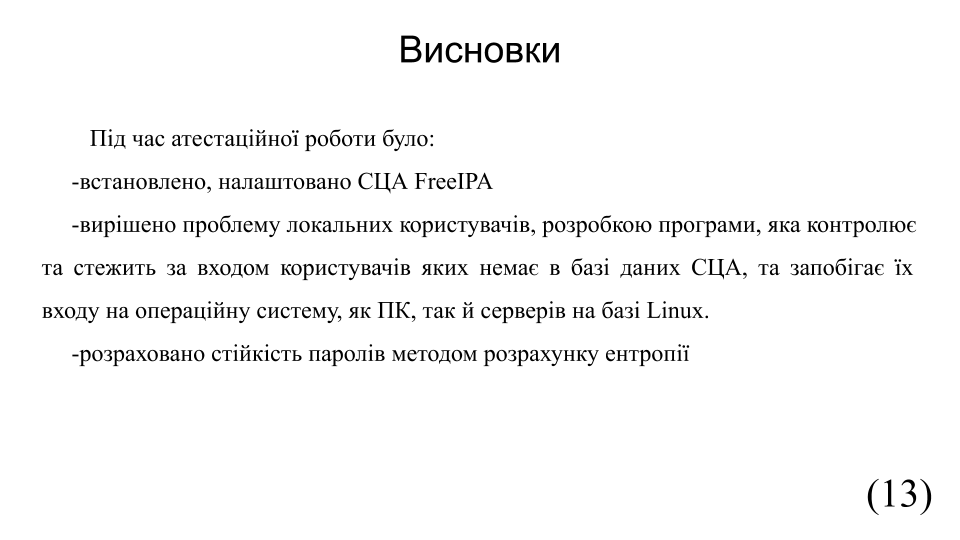 Висновки
Під час атестаційної роботи було:
-встановлено, налаштовано СЦА FreeIPA
-вирішено проблему локальних користувачів, розробкою програми, яка контролює
та стежить за входом користувачів яких немає в базі даних СЦА, та запобігає їх
входу на операційну систему, як ПК, так й серверів на базі Linux.
-розраховано стійкість паролів методом розрахунку ентропії
(13)